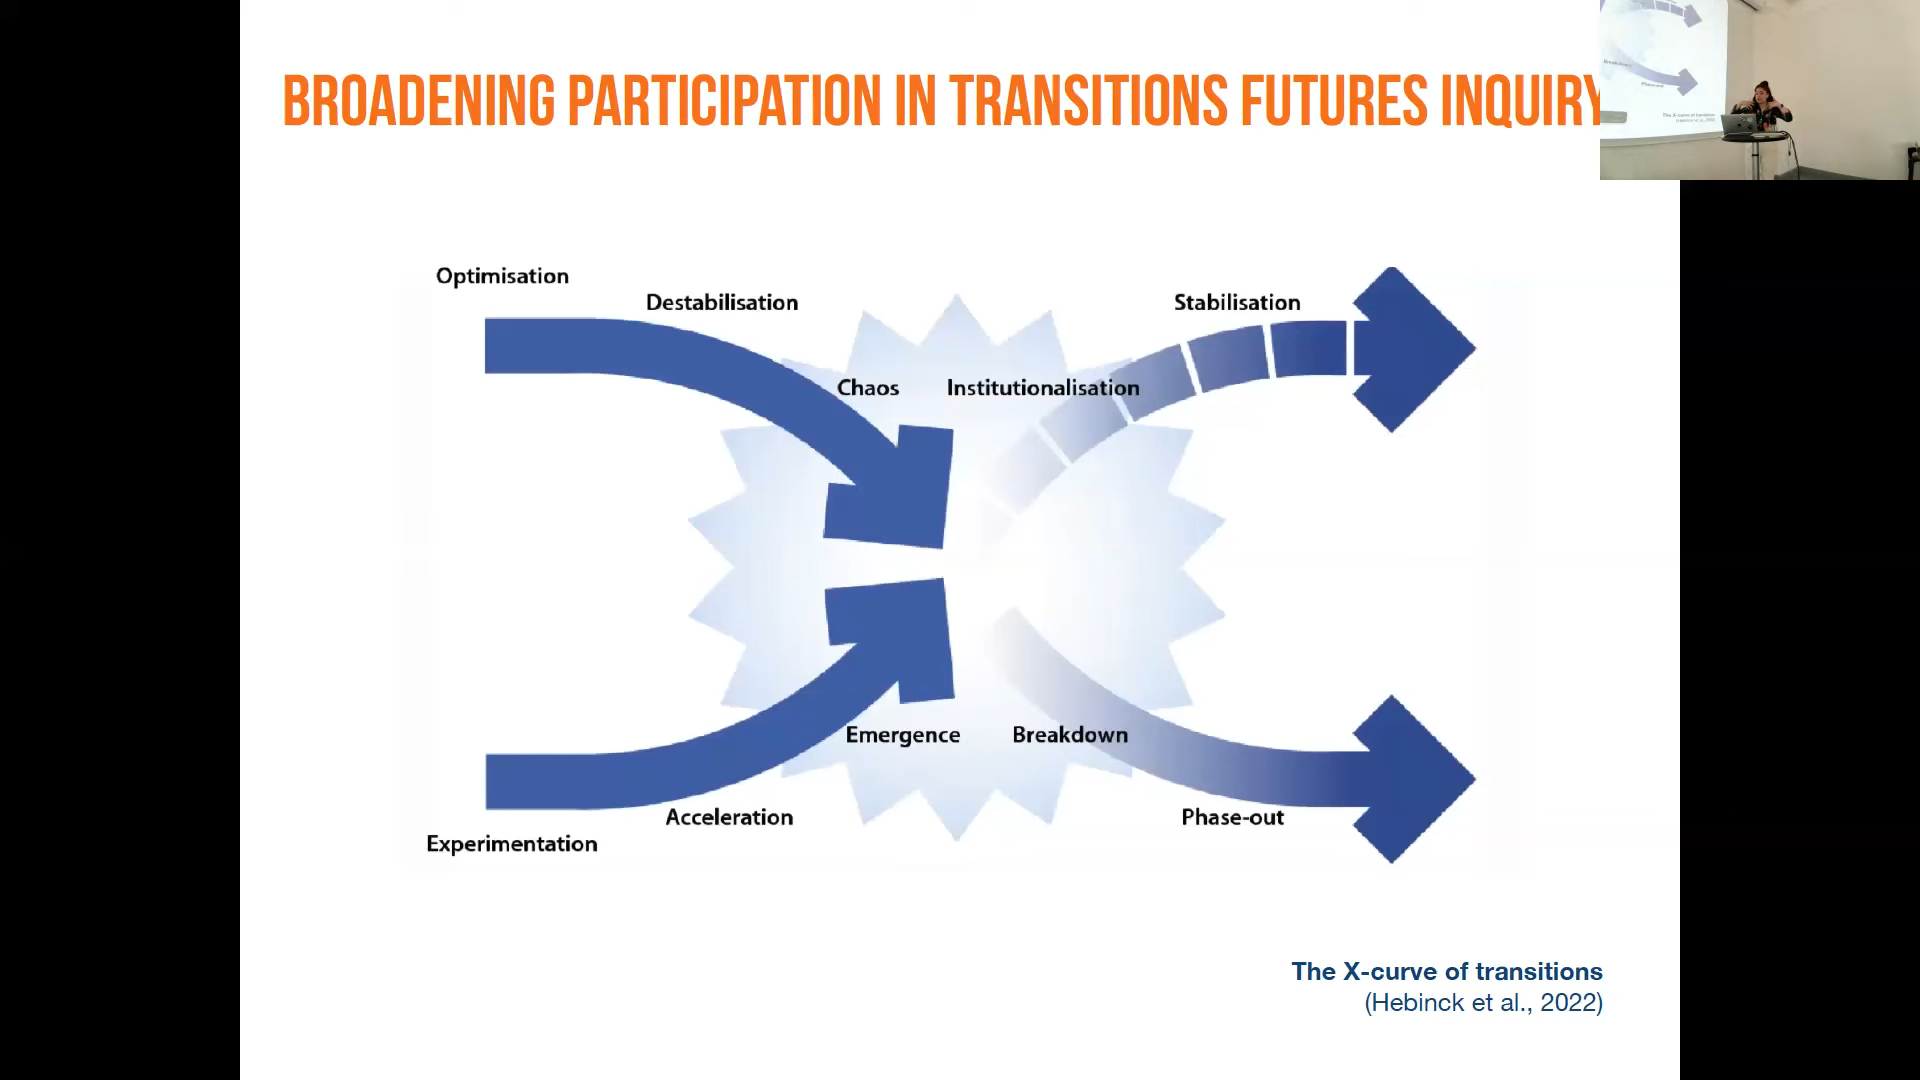 BROADENING PARTICIPATION IN TRANSITIONS FUTURES INQUIRY
Optimisation
Destabilisation
Stabilisation
Chaos
Institutionalisation
Emergence
Breakdown
Acceleration
Phase-out
Experimentation
The X-curve of transitions
(Hebinck et al., 2022)